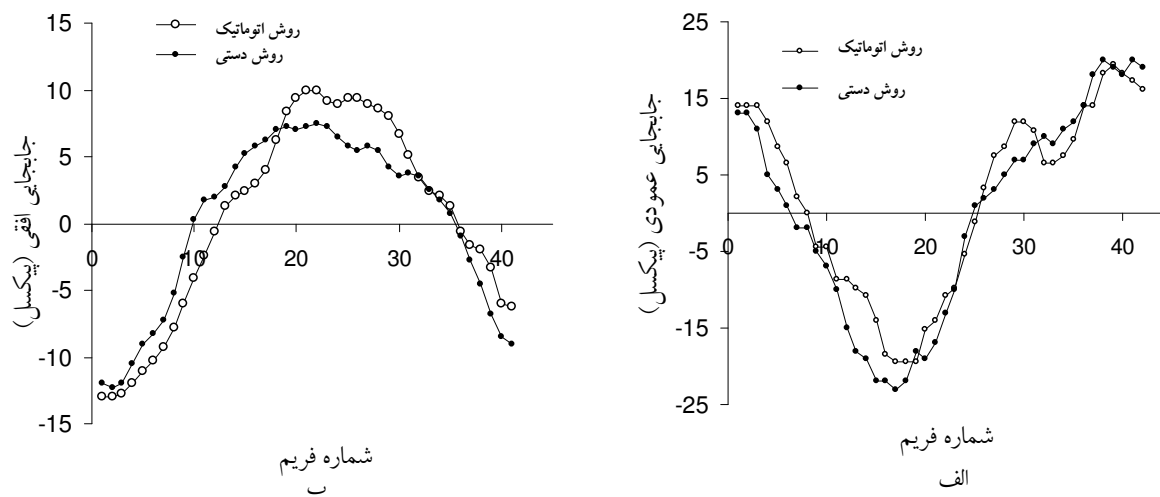 25
15
5
-5
-15
-25
0 10 20 30 40
روش اتوماتیک
روش دستی
جابجایی عمودی (پیکسل)
شماره فریم
الف
15
10
5
0
-5
-10
-15
0 10 20 30 40
روش اتوماتیک
روش دستی
جابجایی افقی (پیکسل)
شماره فریم
ب